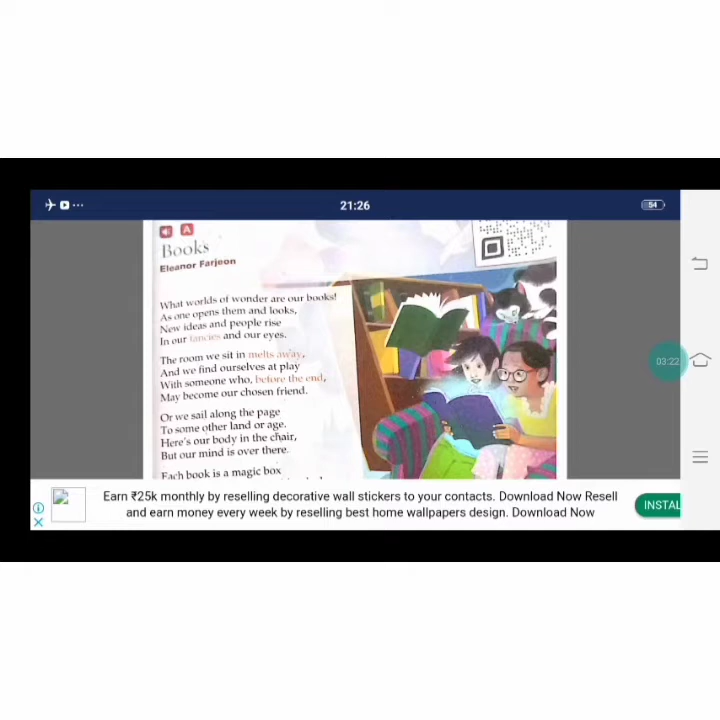 21:26
54
A
Books
Eleanor Farjeon
What worlds of wonder are our books!
As one opens them and looks,
New ideas and people rise
In our fancies and our eyes.
The room we sit in melts away,
And we find ourselves at play
With someone who, before the end,
May become our chosen friend.
Or we sail along the page
To some other land or age.
Here's our body in the chair,
But our mind is over there.
Each book is a magic box
03:22
Earn ₹25k monthly by reselling decorative wall stickers to your contacts. Download Now Resell
and earn money every week by reselling best home wallpapers design. Download Now
INSTAL